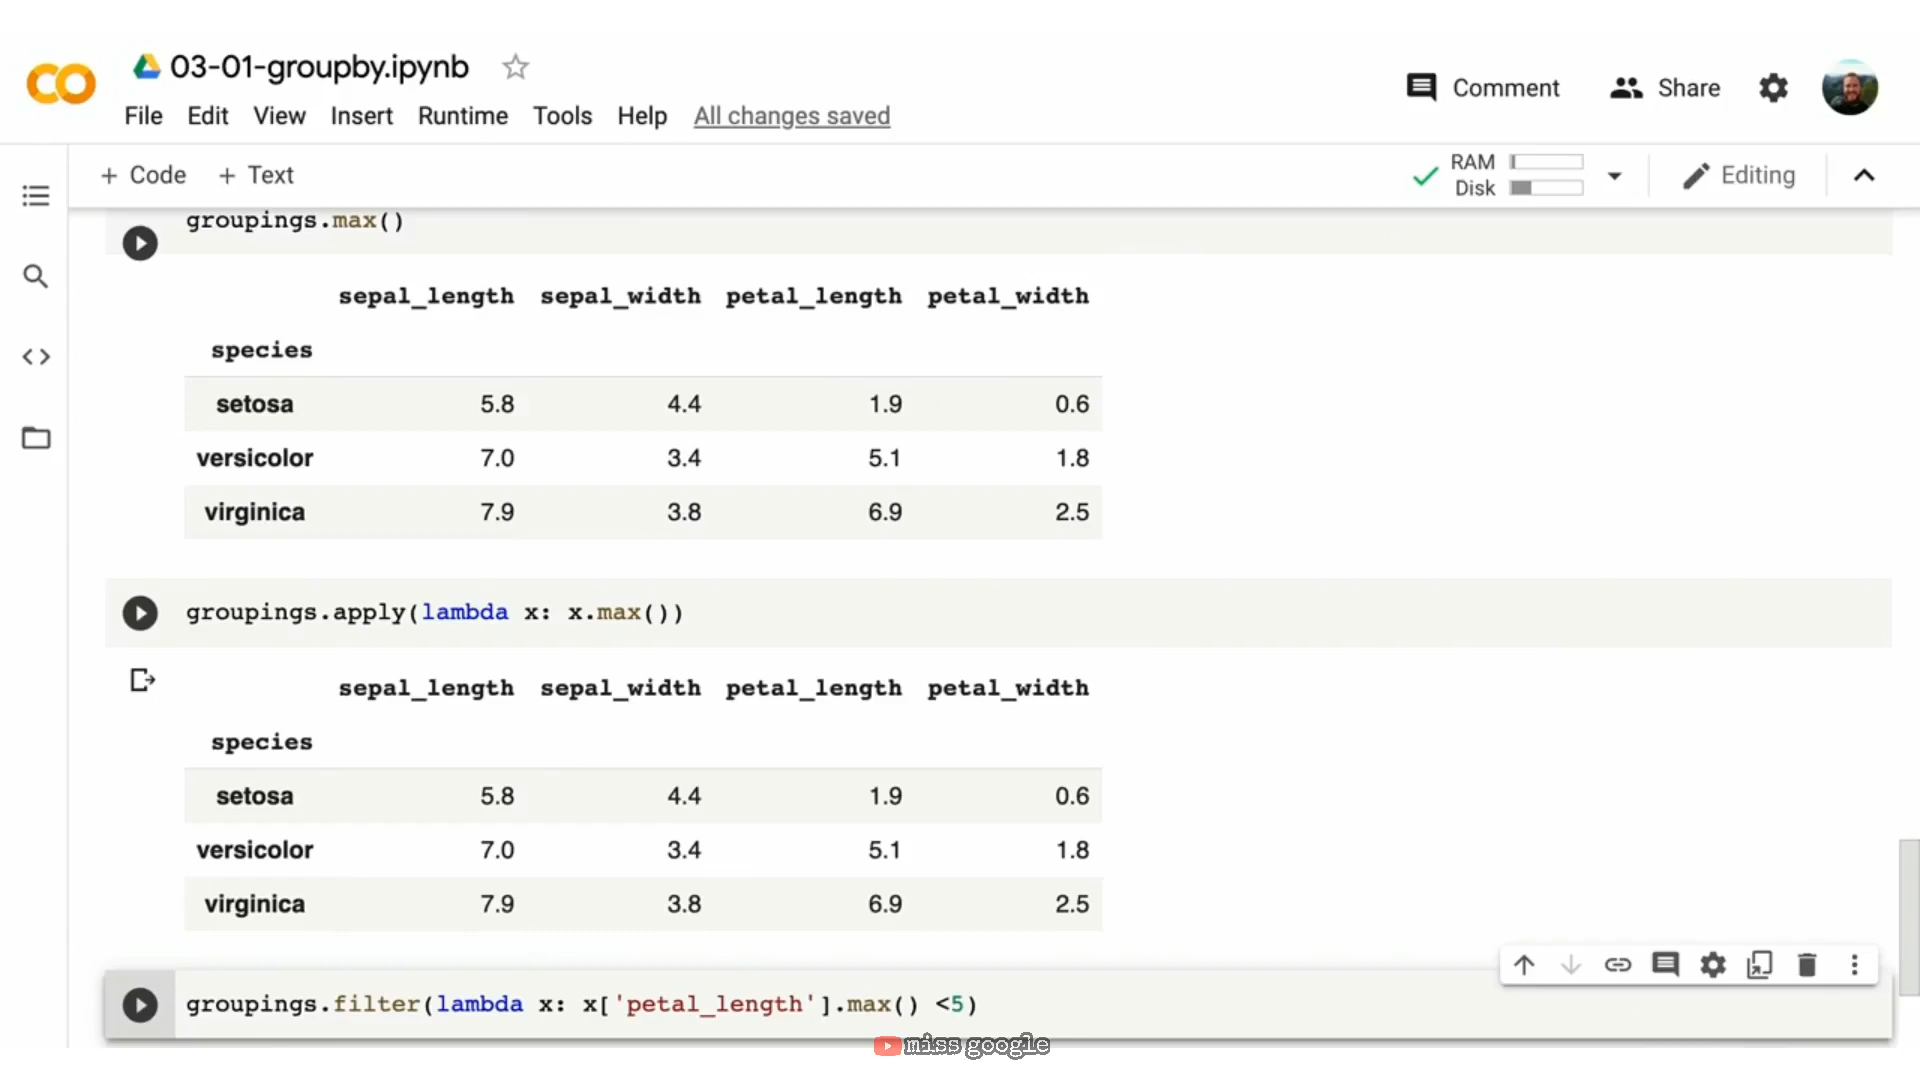 03-01-groupby.ipynb
File Edit View Insert Runtime Tools Help All changes saved
Comment Share
+ Code + Text
RAM
Disk
Editing
groupings.max()
sepal_length sepal_width petal_length petal_width
species
setosa 5.8 4.4 1.9 0.6
versicolor 7.0 3.4 5.1 1.8
virginica 7.9 3.8 6.9 2.5
groupings.apply(lambda x: x.max())
sepal_length sepal_width petal_length petal_width
species
setosa 5.8 4.4 1.9 0.6
versicolor 7.0 3.4 5.1 1.8
virginica 7.9 3.8 6.9 2.5
groupings.filter(lambda x: x['petal_length'].max() <5)
miss google